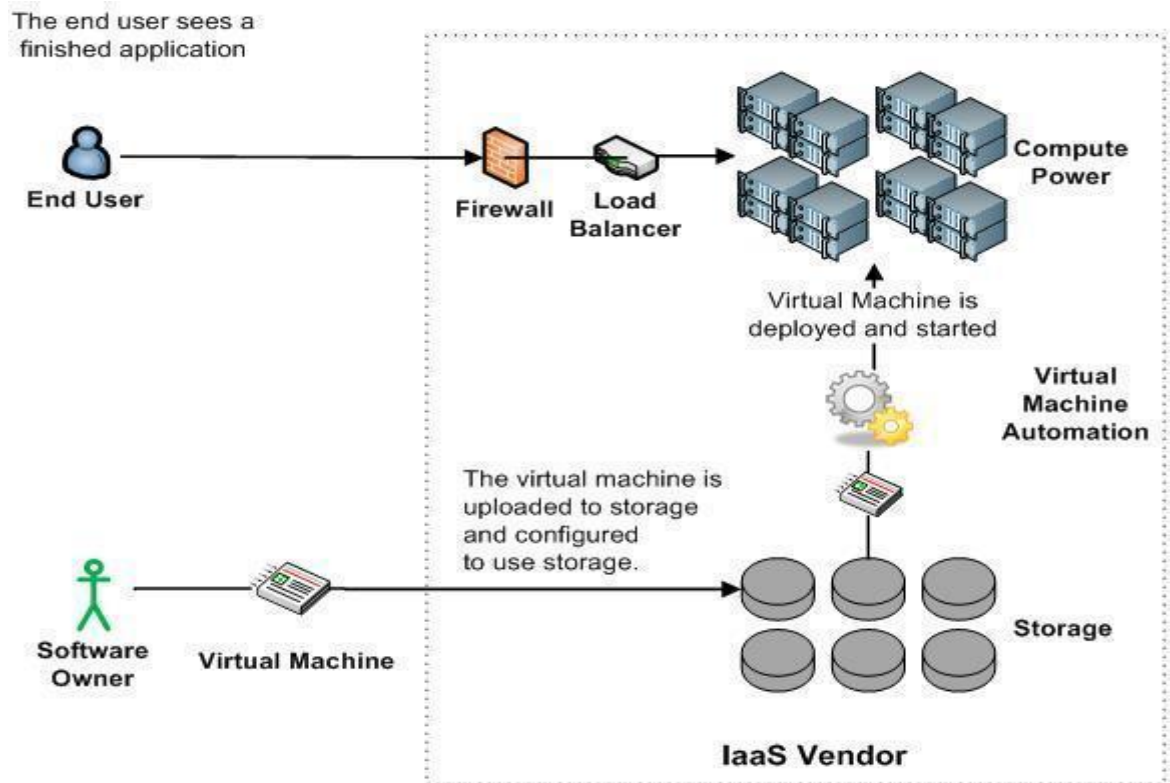 The end user sees a
finished application
End User
Firewall
Load
Balancer
Compute
Power
Virtual Machine is
deployed and started
Virtual
Machine
Automation
The virtual machine is
uploaded to storage
and configured
to use storage.
Software
Owner
Virtual Machine
Storage
IaaS Vendor